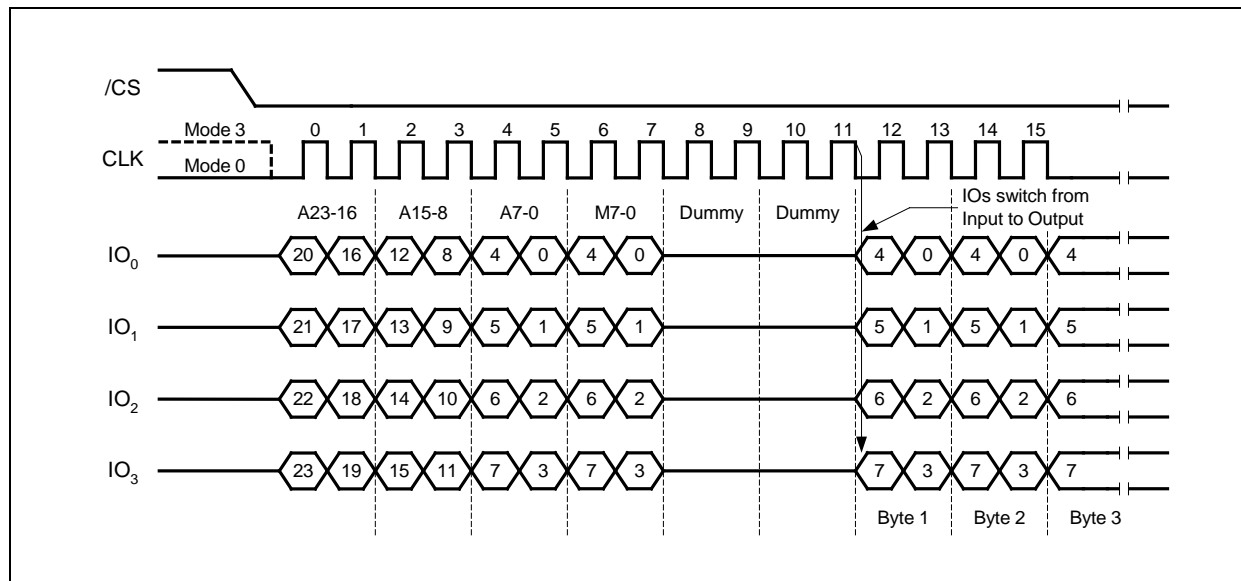 /CS
Mode 3 0 1 2 3 4 5 6 7 8 9 10 11 12 13 14 15
CLK
Mode 0
A23-16 A15-8 A7-0 M7-0 Dummy Dummy
IOs switch from
Input to Output
IO0 20 16 12 8 4 0 4 0 4 0 4 0 4
IO1 21 17 13 9 5 1 5 1 5 1 5 1 5
IO2 22 18 14 10 6 2 6 2 6 2 6 2 6
IO3 23 19 15 11 7 3 7 3 7 3 7 3 7
Byte 1 Byte 2 Byte 3